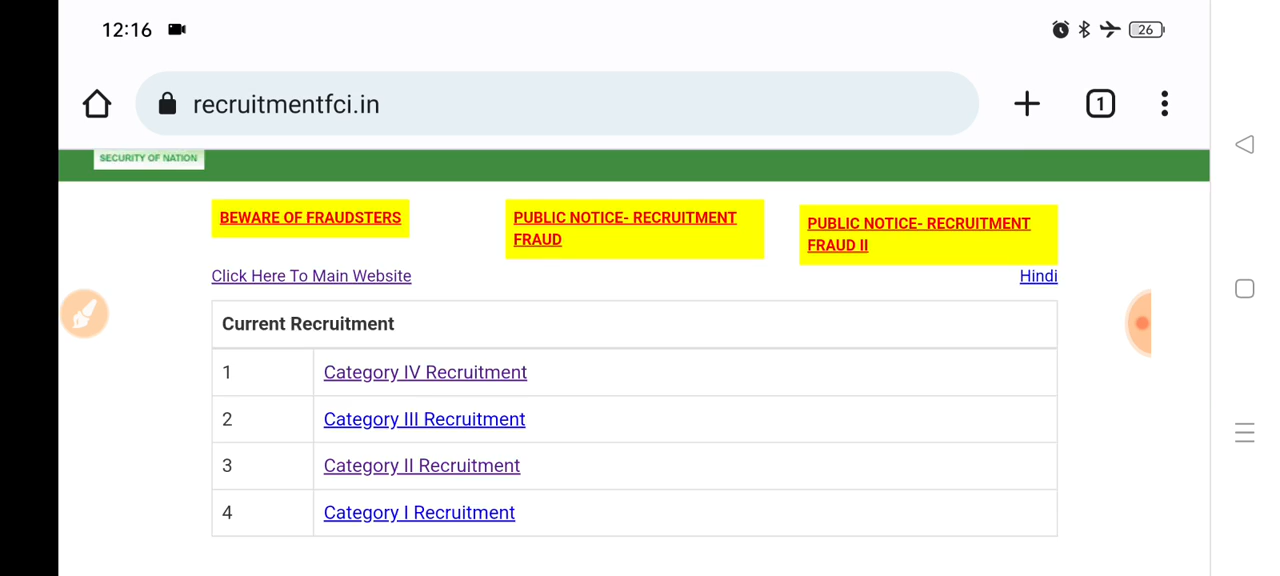 12:16
26
recruitmentfci.in
1
SECURITY OF NATION
BEWARE OF FRAUDSTERS
PUBLIC NOTICE- RECRUITMENT
FRAUD
PUBLIC NOTICE- RECRUITMENT
FRAUD II
Click Here To Main Website
Hindi
Current Recruitment
1 Category IV Recruitment
2 Category III Recruitment
3 Category II Recruitment
4 Category I Recruitment